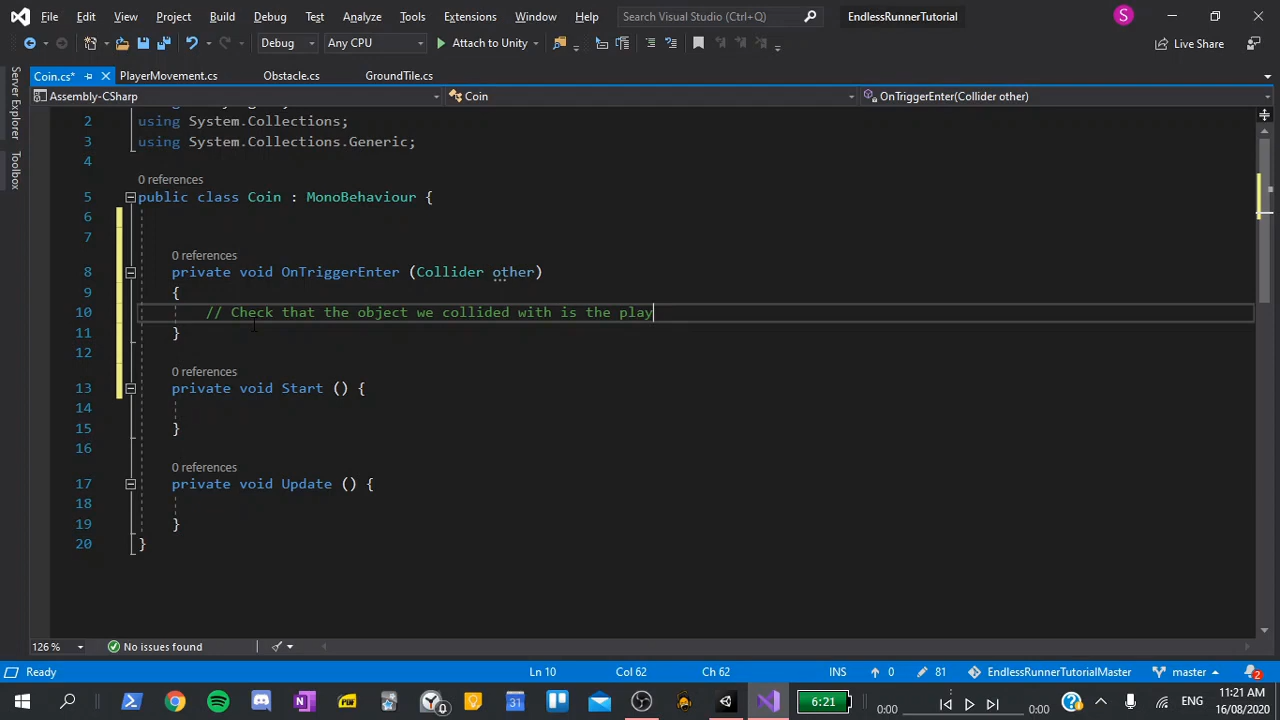 File Edit View Project Build Debug Test Analyze Tools Extensions Window Help Search Visual Studio (Ctrl+Q) EndlessRunnerTutorial S
Debug Any CPU Attach to Unity Live Share
Coin.cs* PlayerMovement.cs Obstacle.cs GroundTile.cs
Assembly-CSharp Coin OnTriggerEnter(Collider other)
Server Explorer
Toolbox
2 using System.Collections;
3 using System.Collections.Generic;
4
0 references
5 public class Coin : MonoBehaviour {
6
7
0 references
8 private void OnTriggerEnter (Collider other)
9 {
10 // Check that the object we collided with is the play
11 }
12
0 references
13 private void Start () {
14
15 }
16
0 references
17 private void Update () {
18
19 }
20 }
126 % No issues found
Ready Ln 10 Col 62 Ch 62 INS 0 81 EndlessRunnerTutorialMaster master 2
6:21 0:00 0:00 ENG 11:21 AM
16/08/2020